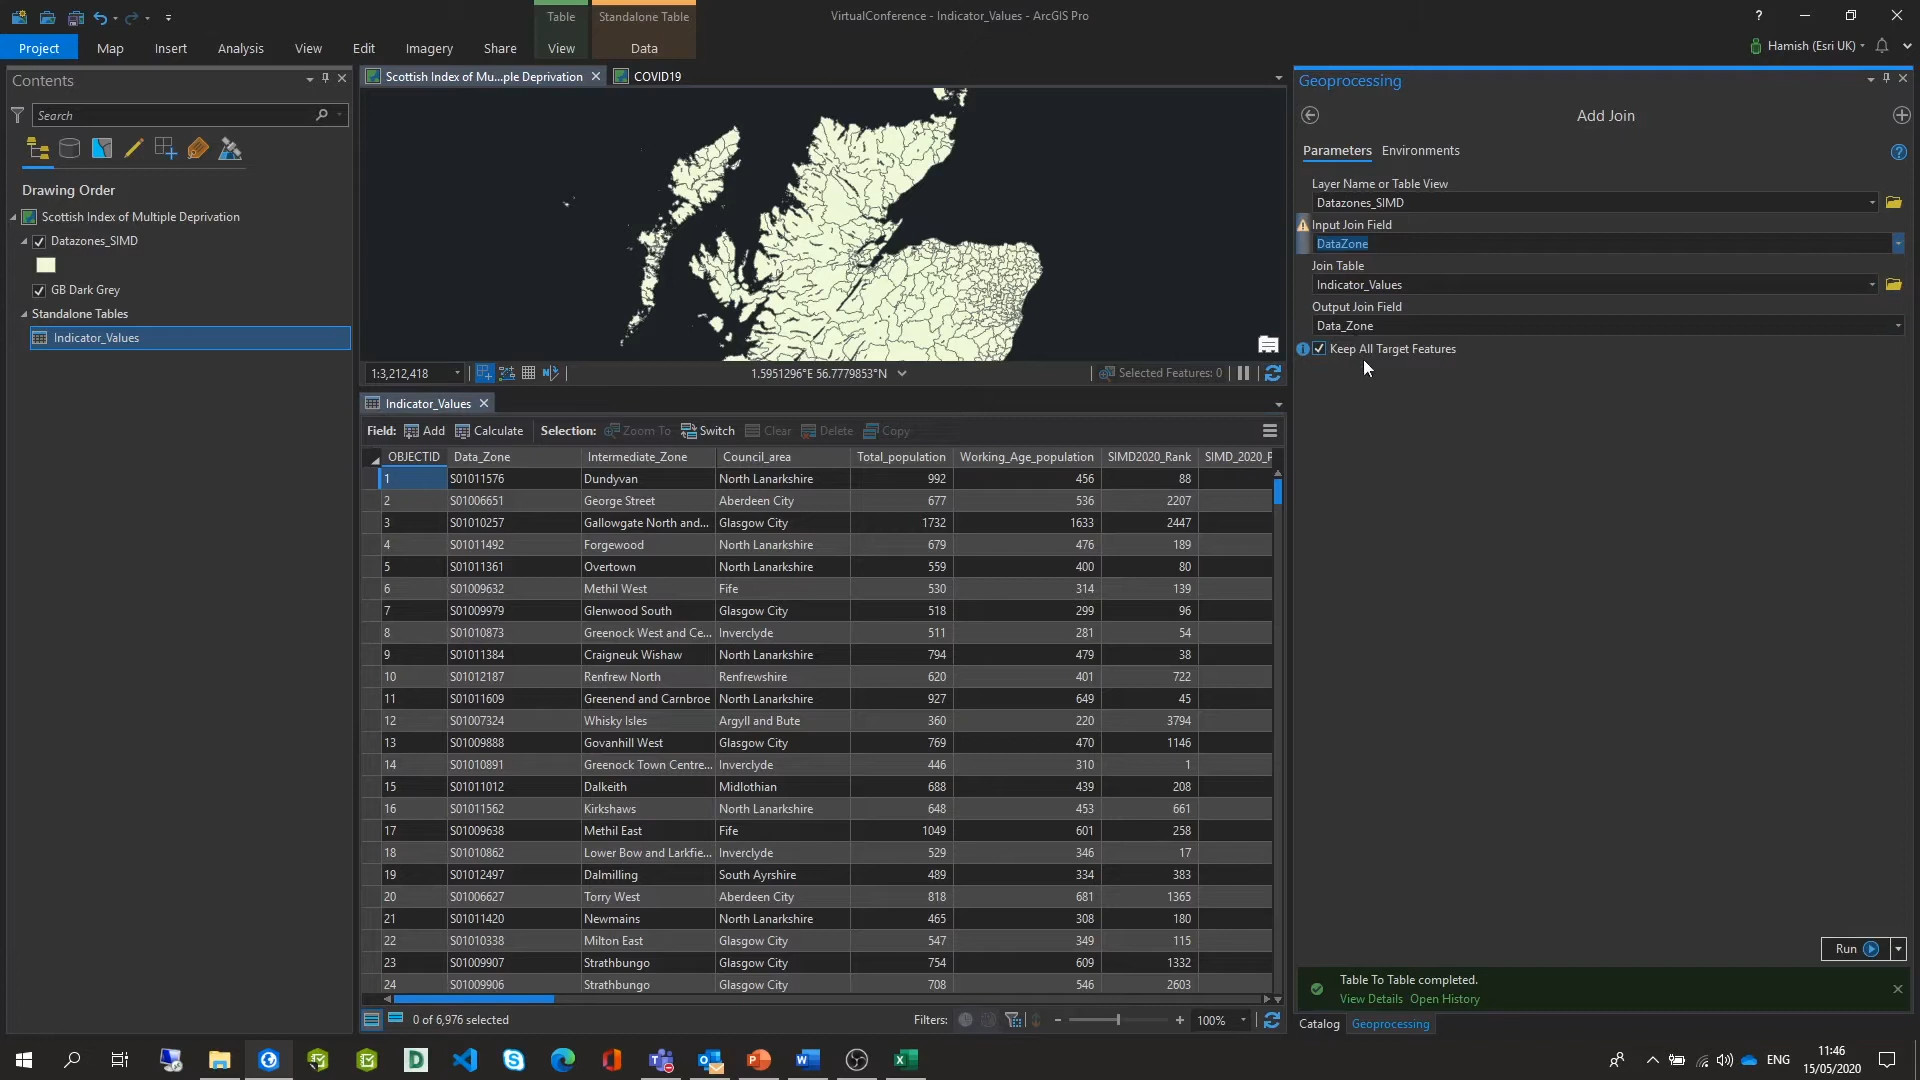 Table
Standalone Table
VirtualConference - Indicator_Values - ArcGIS Pro
?
Project
Map
Insert
Analysis
View
Edit
Imagery
Share
View
Data
Hamish (Esri UK)
Contents
Search
Drawing Order
Scottish Index of Multiple Deprivation
Datazones_SIMD
GB Dark Grey
Standalone Tables
Indicator_Values
Scottish Index of Mu...ple Deprivation
COVID19
1:3,212,418
1.5951296°E 56.7779853°N
Selected Features: 0
Indicator_Values
Field: Add Calculate Selection: Zoom To Switch Clear Delete Copy
OBJECTID Data_Zone Intermediate_Zone Council_area Total_population Working_Age_population SIMD2020_Rank SIMD_2020_P
1 S01011576 Dundyvan North Lanarkshire 992 456 88
2 S01006651 George Street Aberdeen City 677 536 2207
3 S01010257 Gallowgate North and... Glasgow City 1732 1633 2447
4 S01011492 Forgewood North Lanarkshire 679 476 189
5 S01011361 Overtown North Lanarkshire 559 400 80
6 S01009632 Methil West Fife 530 314 139
7 S01009979 Glenwood South Glasgow City 518 299 96
8 S01010873 Greenock West and Ce... Inverclyde 511 281 54
9 S01011384 Craigneuk Wishaw North Lanarkshire 794 479 38
10 S01012187 Renfrew North Renfrewshire 620 401 722
11 S01011609 Greenend and Carnbroe North Lanarkshire 927 649 45
12 S01007324 Whisky Isles Argyll and Bute 360 220 3794
13 S01009888 Govanhill West Glasgow City 769 470 1146
14 S01010891 Greenock Town Centre... Inverclyde 446 310 1
15 S01011012 Dalkeith Midlothian 688 439 208
16 S01011562 Kirkshaws North Lanarkshire 648 453 661
17 S01009638 Methil East Fife 1049 601 258
18 S01010862 Lower Bow and Larkfie... Inverclyde 529 346 17
19 S01012497 Dalmilling South Ayrshire 489 334 383
20 S01006627 Torry West Aberdeen City 818 681 1365
21 S01011420 Newmains North Lanarkshire 465 308 180
22 S01010338 Milton East Glasgow City 547 349 115
23 S01009907 Strathbungo Glasgow City 754 609 1332
24 S01009906 Strathbungo Glasgow City 708 546 2603
0 of 6,976 selected
Filters:
100%
Geoprocessing
Add Join
Parameters Environments
Layer Name or Table View
Datazones_SIMD
Input Join Field
DataZone
Join Table
Indicator_Values
Output Join Field
Data_Zone
Keep All Target Features
Run
Table To Table completed.
View Details Open History
Catalog Geoprocessing
ENG
11:46
15/05/2020